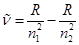 ṽ = R/n₁² − R/n₂²